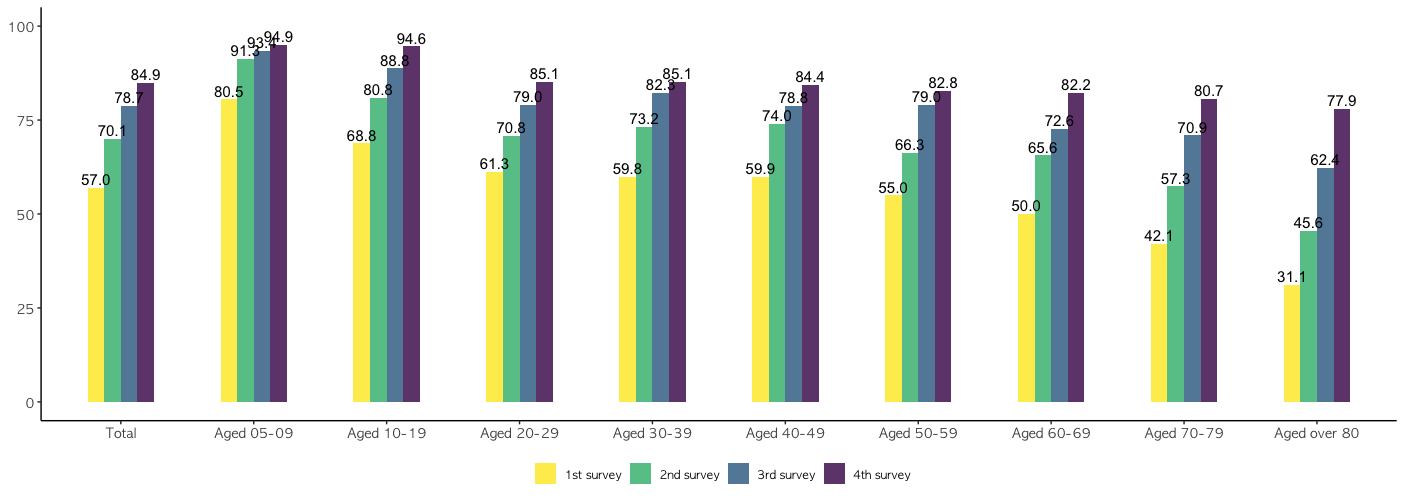 100
75
50
25
0
57.0 70.1 78.7 84.9
80.5 91.3 93.4 94.9
68.8 80.8 88.8 94.6
61.3 70.8 79.0 85.1
59.8 73.2 82.3 85.1
59.9 74.0 78.8 84.4
55.0 66.3 79.0 82.8
50.0 65.6 72.6 82.2
42.1 57.3 70.9 80.7
31.1 45.6 62.4 77.9
Total Aged 05-09 Aged 10-19 Aged 20-29 Aged 30-39 Aged 40-49 Aged 50-59 Aged 60-69 Aged 70-79 Aged over 80
1st survey 2nd survey 3rd survey 4th survey